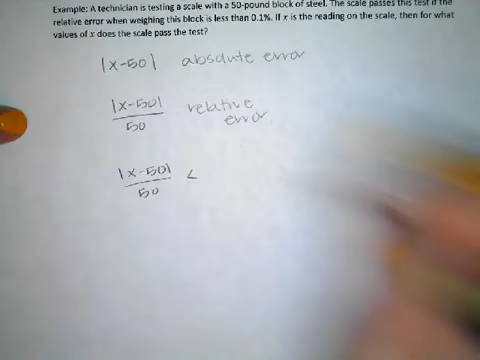 Example: A technician is testing a scale with a 50-pound block of steel. The scale passes this test if the
relative error when weighing this block is less than 0.1%. If x is the reading on the scale, then for what
values of x does the scale pass the test?
|x-50| absolute error
|x-50| relative
50 error
|x-50| <
50